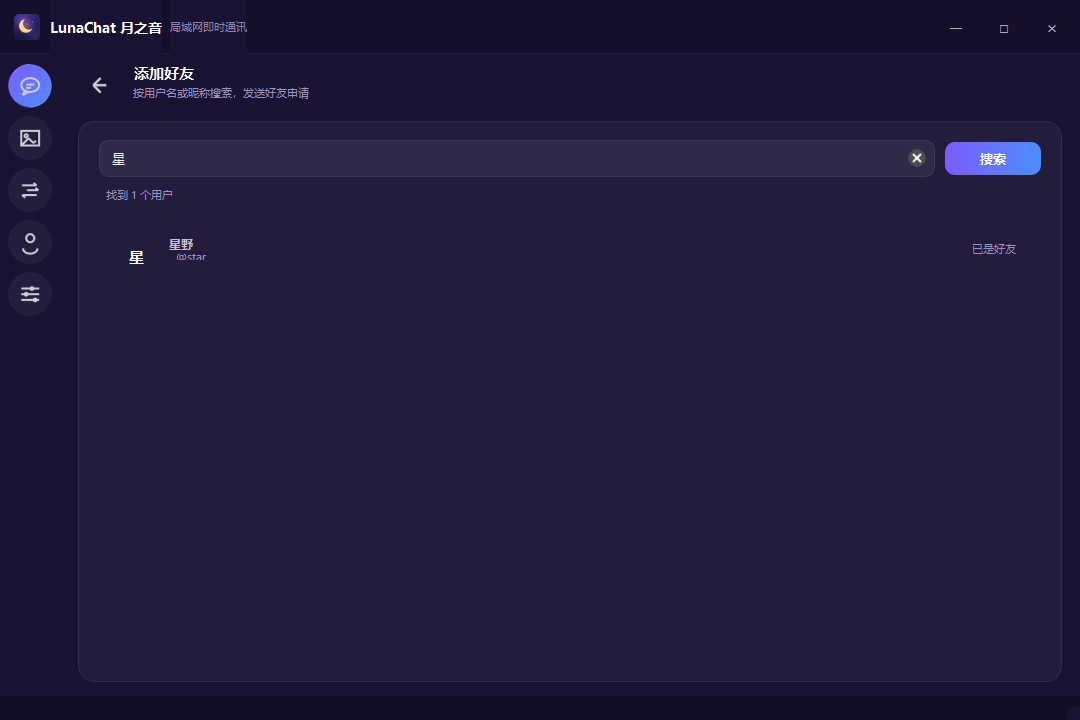 LunaChat 月之音 局域网即时通讯
添加好友
按用户名或昵称搜索，发送好友申请
星
搜索
找到 1 个用户
星
星野
@star
已是好友